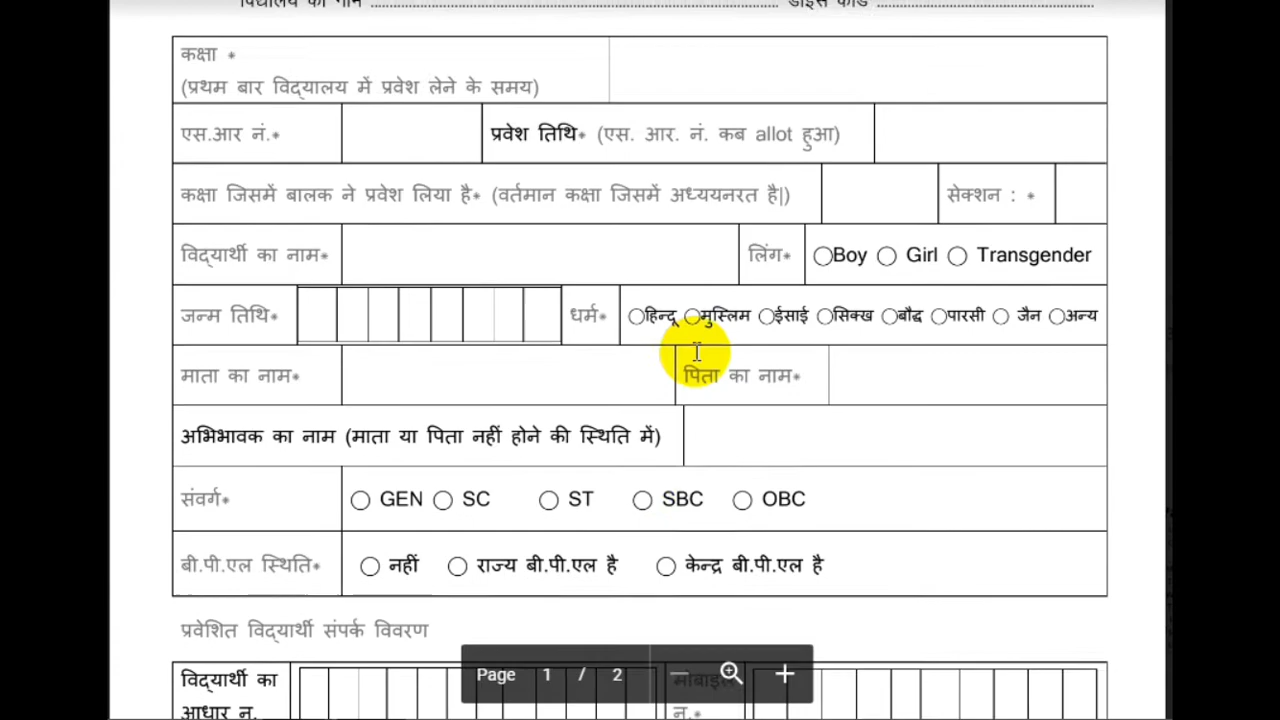 विद्यालय का नाम ........................ डाइस कोड ........................
कक्षा *
(प्रथम बार विद्यालय में प्रवेश लेने के समय)
एस.आर नं.* प्रवेश तिथि* (एस. आर. नं. कब allot हुआ)
कक्षा जिसमें बालक ने प्रवेश लिया है* (वर्तमान कक्षा जिसमें अध्ययनरत है|) सेक्शन : *
विद्यार्थी का नाम* लिंग* Boy Girl Transgender
जन्म तिथि* धर्म* हिन्दू मुस्लिम ईसाई सिक्ख बौद्ध पारसी जैन अन्य
माता का नाम* पिता का नाम*
अभिभावक का नाम (माता या पिता नहीं होने की स्थिति में)
संवर्ग* GEN SC ST SBC OBC
बी.पी.एल स्थिति* नहीं राज्य बी.पी.एल है केन्द्र बी.पी.एल है
प्रवेशित विद्यार्थी संपर्क विवरण
विद्यार्थी का मोबाइल
आधार न. न.*
Page 1 / 2